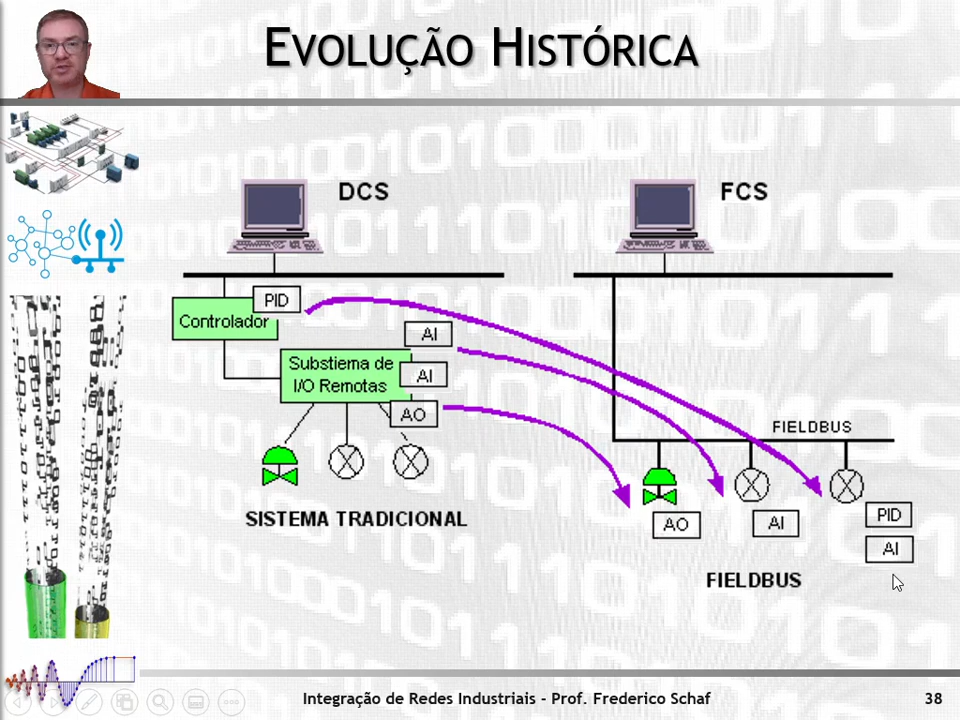 EVOLUÇÃO HISTÓRICA
DCS
FCS
PID
Controlador
AI
Substiema de
I/O Remotas
AI
AO
FIELDBUS
SISTEMA TRADICIONAL
AO
AI
PID
AI
FIELDBUS
Integração de Redes Industriais - Prof. Frederico Schaf
38